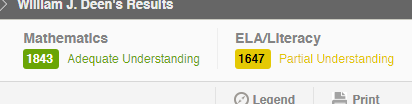 William J. Deen's Results
Mathematics
1843 Adequate Understanding
ELA/Literacy
1647 Partial Understanding
Legend Print